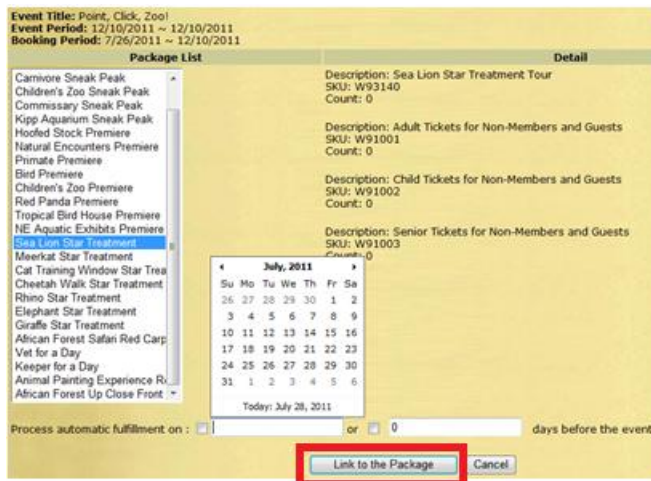 Event Title: Point, Click, Zoo!
Event Period: 12/10/2011 ~ 12/10/2011
Booking Period: 7/26/2011 ~ 12/10/2011
Package List
Detail
Carnivore Sneak Peak
Children's Zoo Sneak Peak
Commissary Sneak Peak
Kipp Aquarium Sneak Peak
Hoofed Stock Premiere
Natural Encounters Premiere
Primate Premiere
Bird Premiere
Children's Zoo Premiere
Red Panda Premiere
Tropical Bird House Premiere
NE Aquatic Exhibits Premiere
Sea Lion Star Treatment
Meerkat Star Treatment
Cat Training Window Star Trea
Cheetah Walk Star Treatment
Rhino Star Treatment
Elephant Star Treatment
Giraffe Star Treatment
African Forest Safari Red Carp
Vet for a Day
Keeper for a Day
Animal Painting Experience R
African Forest Up Close Front
Description: Sea Lion Star Treatment Tour
SKU: W93140
Count: 0
Description: Adult Tickets for Non-Members and Guests
SKU: W91001
Count: 0
Description: Child Tickets for Non-Members and Guests
SKU: W91002
Count: 0
Description: Senior Tickets for Non-Members and Guests
SKU: W91003
Count: 0
July, 2011
Su Mo Tu We Th Fr Sa
26 27 28 29 30 1 2
3 4 5 6 7 8 9
10 11 12 13 14 15 16
17 18 19 20 21 22 23
24 25 26 27 28 29 30
31 1 2 3 4 5 6
Today: July 28, 2011
Process automatic fulfillment on : or 0 days before the event
Link to the Package Cancel